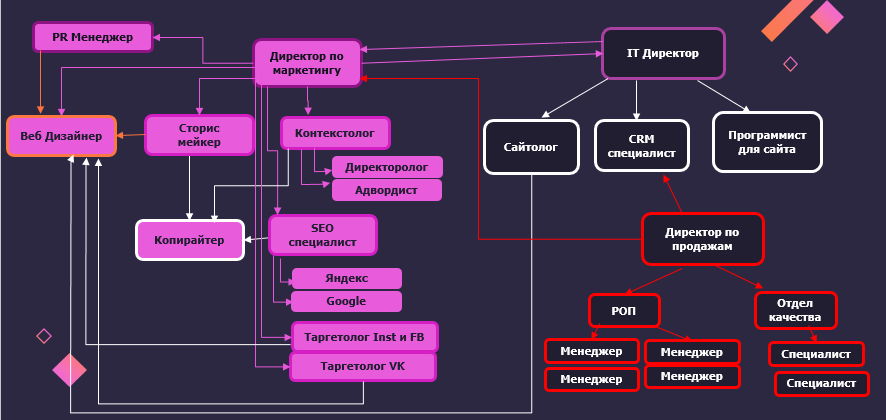 PR Менеджер
Директор по
маркетингу
IT Директор
Веб Дизайнер
Сторис
мейкер
Контекстолог
Сайтолог
CRM
специалист
Программист
для сайта
Директоролог
Адвордист
Копирайтер
SEO
специалист
Директор по
продажам
Яндекс
Google
РОП
Отдел
качества
Таргетолог Inst и FB
Таргетолог VK
Менеджер
Менеджер
Менеджер
Менеджер
Специалист
Специалист